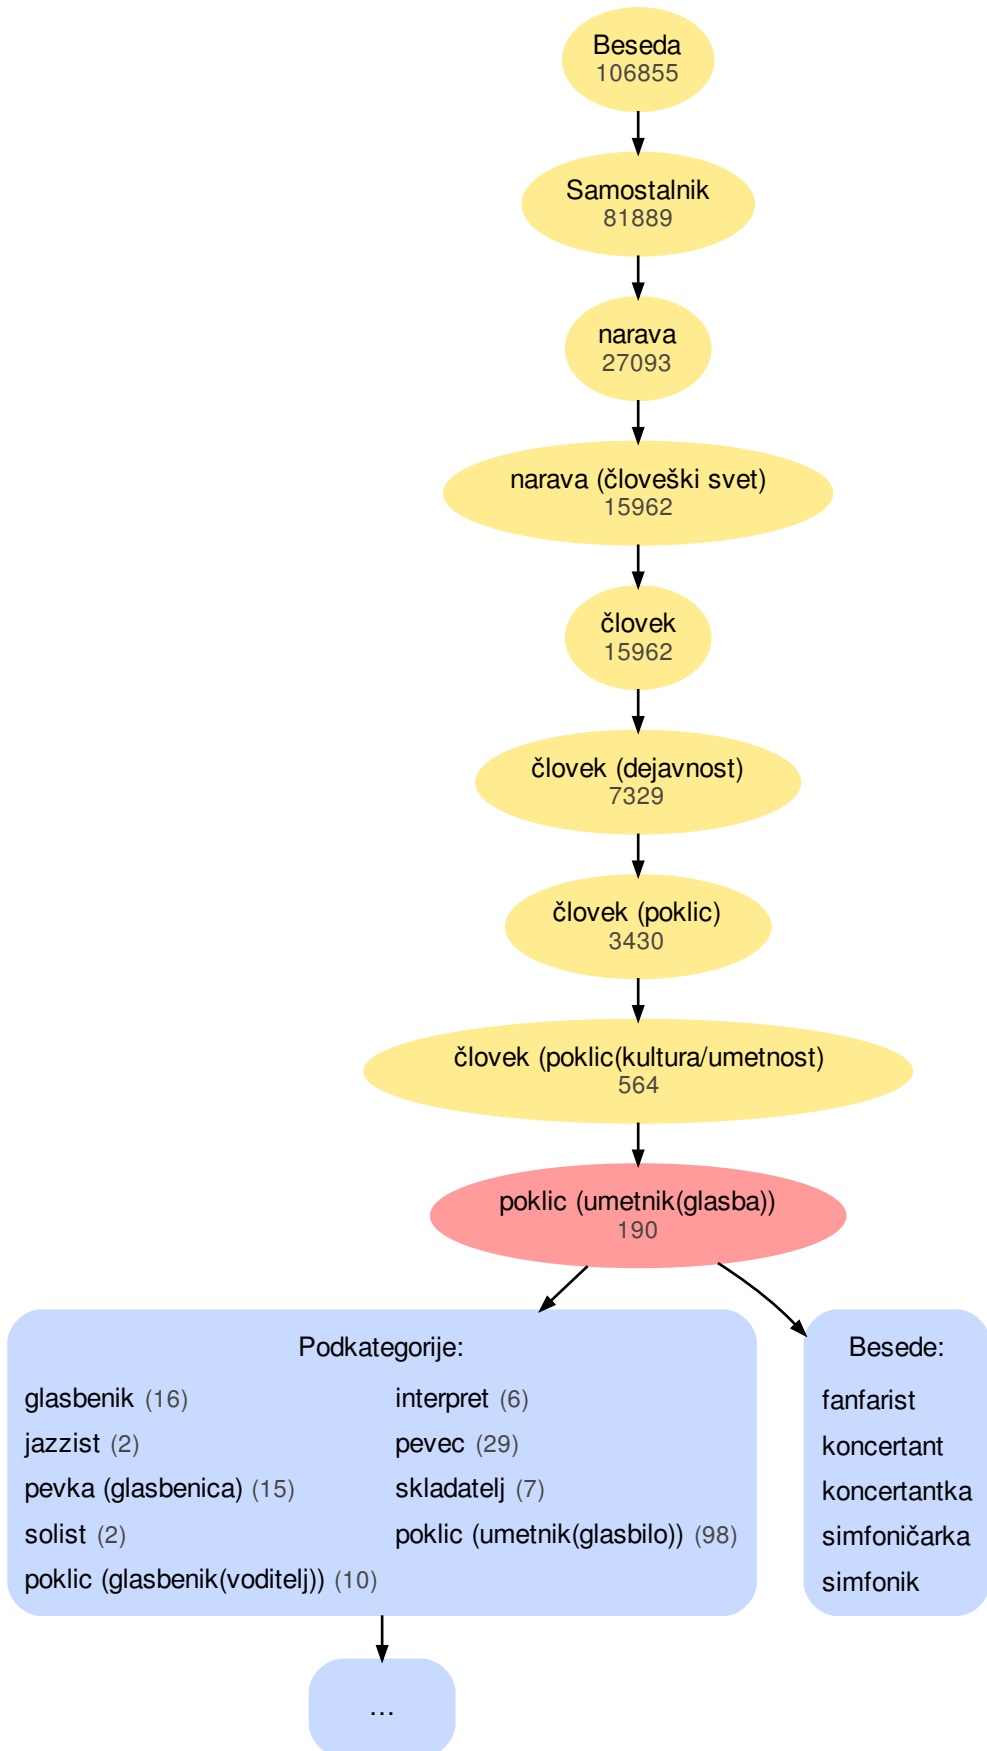 Beseda
106855
Samostalnik
81889
narava
27093
narava (človeški svet)
15962
človek
15962
človek (dejavnost)
7329
človek (poklic)
3430
človek (poklic(kultura/umetnost)
564
poklic (umetnik(glasba))
190
Podkategorije:
glasbenik (16)
jazzist (2)
pevka (glasbenica) (15)
solist (2)
poklic (glasbenik(voditelj)) (10)
interpret (6)
pevec (29)
skladatelj (7)
poklic (umetnik(glasbilo)) (98)
Besede:
fanfarist
koncertant
koncertantka
simfoničarka
simfonik
...